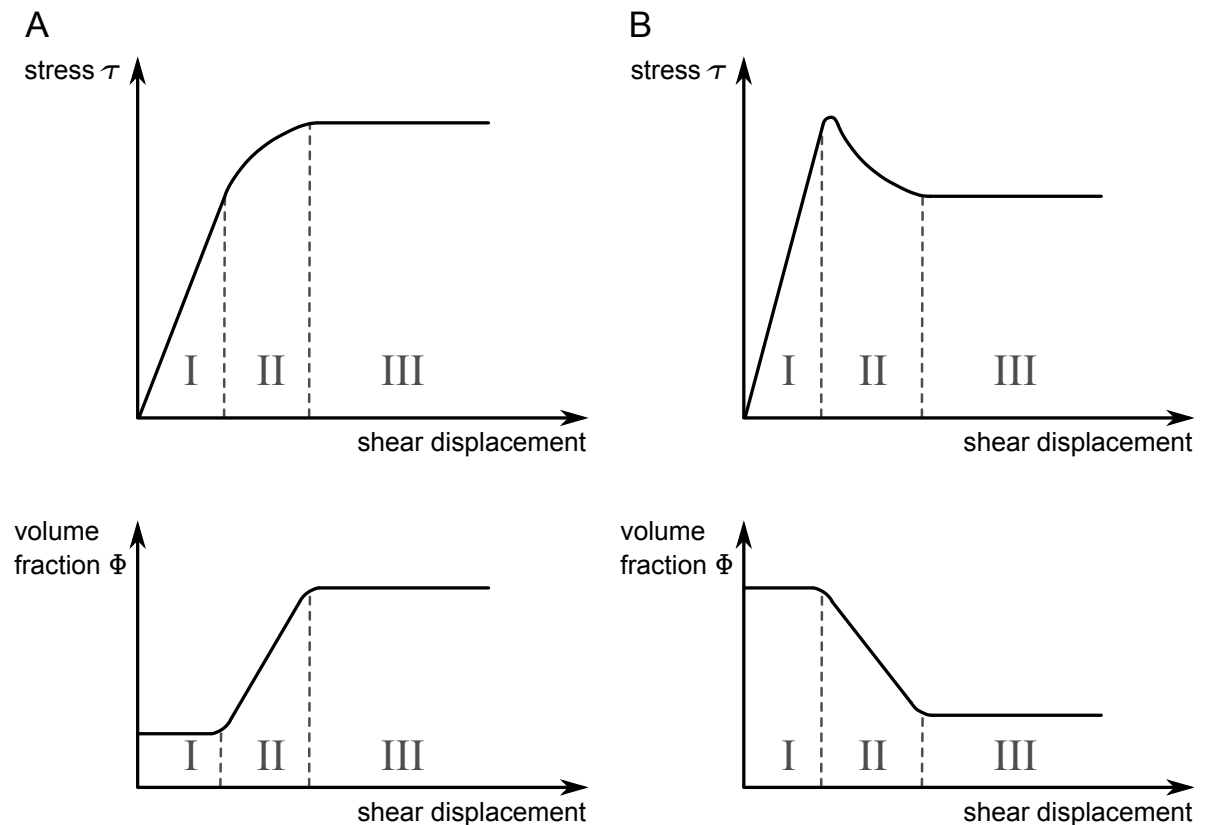 A
stress τ
I
II
III
shear displacement
B
stress τ
I
II
III
shear displacement
volume
fraction Φ
I
II
III
shear displacement
volume
fraction Φ
I
II
III
shear displacement